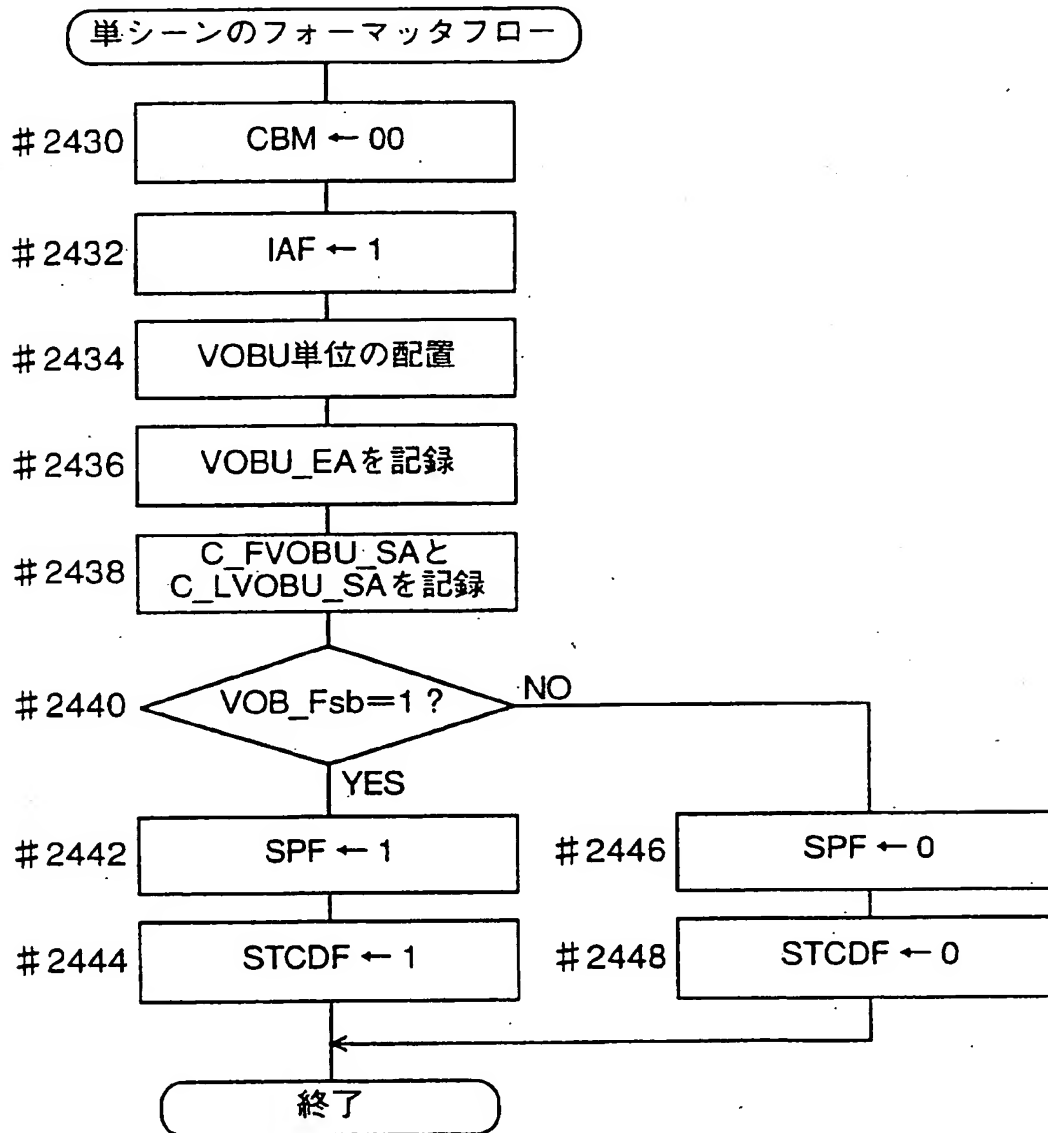 単シーンのフォーマッタフロー
#2430
CBM ← 00
#2432
IAF ← 1
#2434
VOBU単位の配置
#2436
VOBU_EAを記録
#2438
C_FVOBU_SAと
C_LVOBU_SAを記録
#2440
VOB_Fsb=1 ?
NO
YES
#2442
SPF ← 1
#2446
SPF ← 0
#2444
STCDF ← 1
#2448
STCDF ← 0
終了